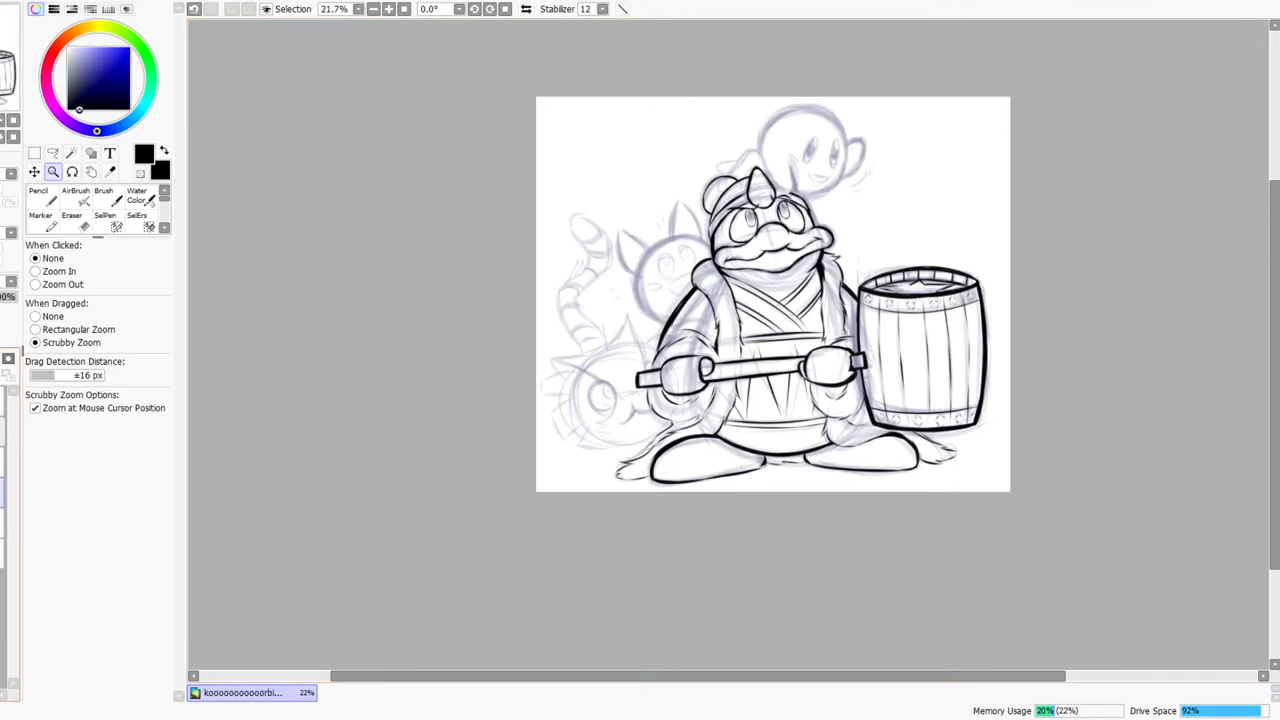 Selection 21.7% 0.0° Stabilizer 12
T
Pencil AirBrush Brush Water Color
Marker Eraser SelPen SelErs
When Clicked:
None
Zoom In
Zoom Out
When Dragged:
None
Rectangular Zoom
Scrubby Zoom
Drag Detection Distance:
±16 px
Scrubby Zoom Options:
Zoom at Mouse Cursor Position
kooooooooooorbi... 22%
Memory Usage 20% (22%) Drive Space 92%